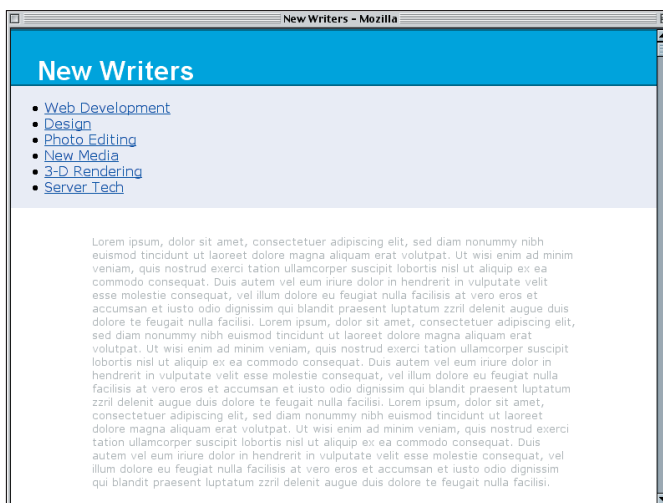 New Writers – Mozilla
New Writers
Web Development
Design
Photo Editing
New Media
3-D Rendering
Server Tech
Lorem ipsum, dolor sit amet, consectetuer adipiscing elit, sed diam nonummy nibh
euismod tincidunt ut laoreet dolore magna aliquam erat volutpat. Ut wisi enim ad minim
veniam, quis nostrud exerci tation ullamcorper suscipit lobortis nisl ut aliquip ex ea
commodo consequat. Duis autem vel eum iriure dolor in hendrerit in vulputate velit
esse molestie consequat, vel illum dolore eu feugiat nulla facilisis at vero eros et
accumsan et iusto odio dignissim qui blandit praesent luptatum zzril delenit augue duis
dolore te feugait nulla facilisi. Lorem ipsum, dolor sit amet, consectetuer adipiscing elit,
sed diam nonummy nibh euismod tincidunt ut laoreet dolore magna aliquam erat
volutpat. Ut wisi enim ad minim veniam, quis nostrud exerci tation ullamcorper suscipit
lobortis nisl ut aliquip ex ea commodo consequat. Duis autem vel eum iriure dolor in
hendrerit in vulputate velit esse molestie consequat, vel illum dolore eu feugiat nulla
facilisis at vero eros et accumsan et iusto odio dignissim qui blandit praesent luptatum
zzril delenit augue duis dolore te feugait nulla facilisi. Lorem ipsum, dolor sit amet,
consectetuer adipiscing elit, sed diam nonummy nibh euismod tincidunt ut laoreet
dolore magna aliquam erat volutpat. Ut wisi enim ad minim veniam, quis nostrud exerci
tation ullamcorper suscipit lobortis nisl ut aliquip ex ea commodo consequat. Duis
autem vel eum iriure dolor in hendrerit in vulputate velit esse molestie consequat, vel
illum dolore eu feugiat nulla facilisis at vero eros et accumsan et iusto odio dignissim
qui blandit praesent luptatum zzril delenit augue duis dolore te feugait nulla facilisi.